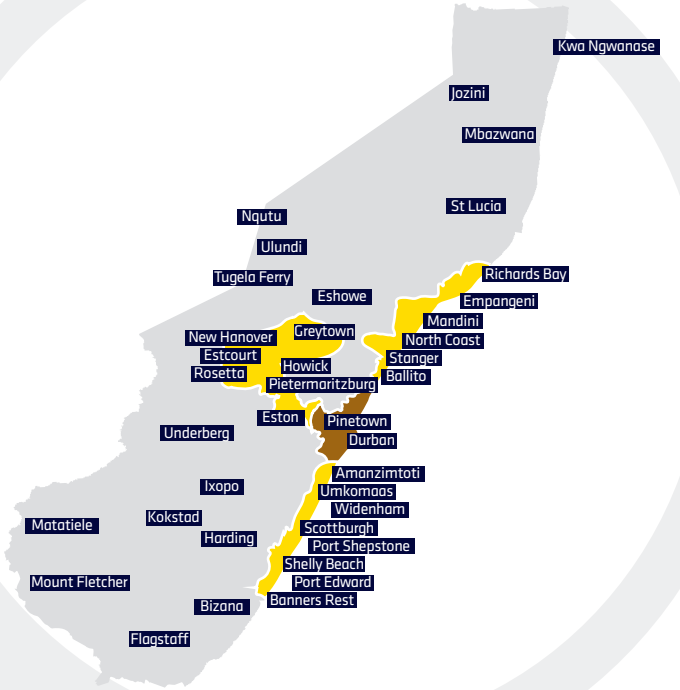 Kwa Ngwanase
Jozini
Mbazwana
St Lucia
Nqutu
Ulundi
Tugela Ferry
Richards Bay
Eshowe
Empangeni
Mandini
Greytown
New Hanover
North Coast
Estcourt
Stanger
Howick
Rosetta
Ballito
Pietermaritzburg
Eston
Pinetown
Underberg
Durban
Amanzimtoti
Ixopo
Umkomaas
Widenham
Kokstad
Matatiele
Scottburgh
Harding
Port Shepstone
Shelly Beach
Mount Fletcher
Port Edward
Banners Rest
Bizana
Flagstaff